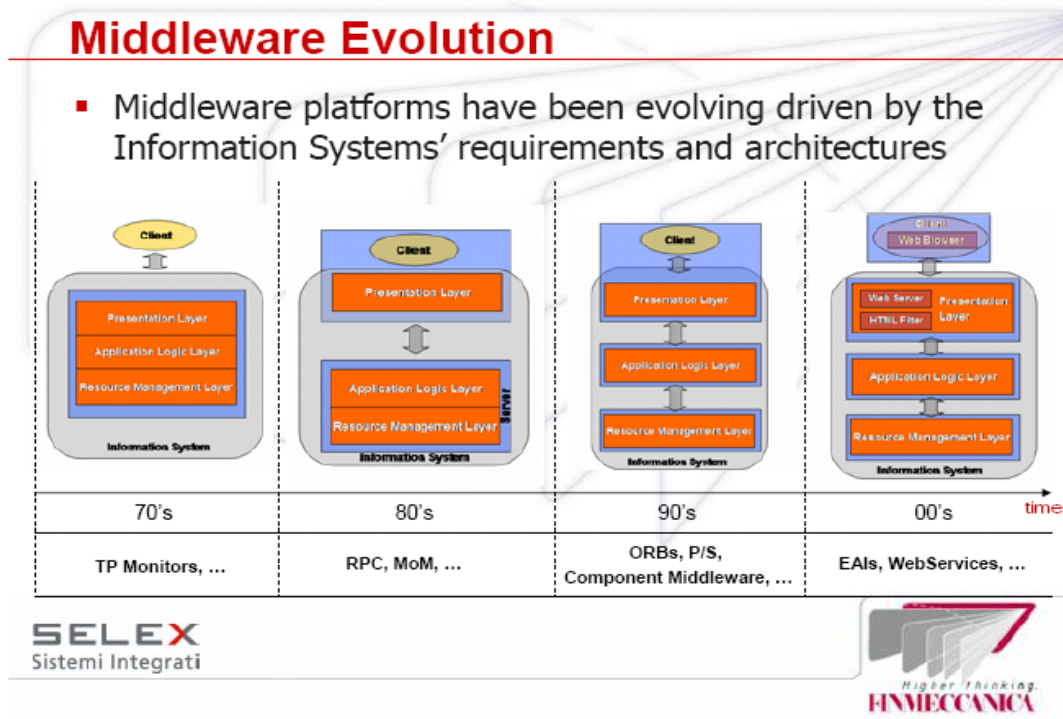 Middleware Evolution
▪ Middleware platforms have been evolving driven by the
Information Systems' requirements and architectures
Client
Presentation Layer
Application Logic Layer
Resource Management Layer
Information System
Client
Presentation Layer
Application Logic Layer
Resource Management Layer
Server
Information System
Client
Presentation Layer
Application Logic Layer
Resource Management Layer
Information System
Client
Web Browser
Web Server
HTML Filter
Presentation
Layer
Application Logic Layer
Resource Management Layer
Information System
70's
80's
90's
00's
time
TP Monitors, ...
RPC, MoM, ...
ORBs, P/S,
Component Middleware, ...
EAIs, WebServices, ...
SELEX
Sistemi Integrati
Higher Thinking.
FINMECCANICA